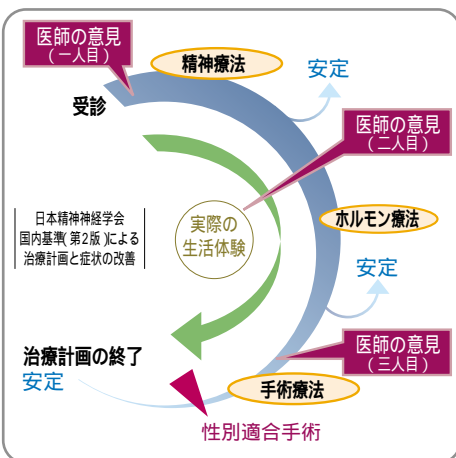 医師の意見
(一人目)
精神療法
安定
受診
医師の意見
(二人目)
日本精神神経学会
国内基準(第2版)による
治療計画と症状の改善
実際の
生活体験
ホルモン療法
安定
医師の意見
(三人目)
治療計画の終了
安定
手術療法
性別適合手術